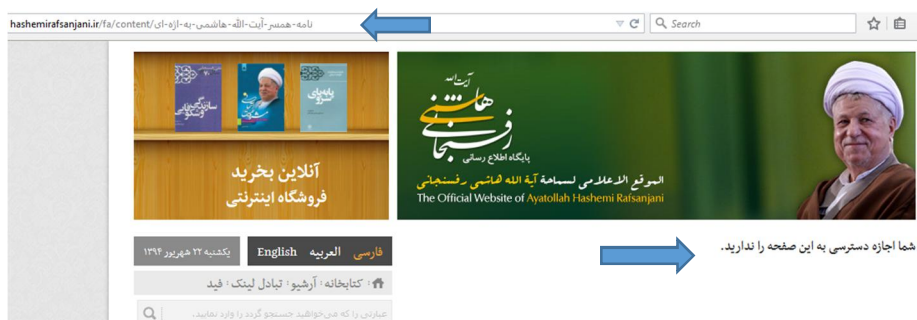 hashemirafsanjani.ir/fa/content/نامه-همسر-آیت-الله-هاشمی-به-اژه-ای
Search
آیت‌الله
هاشمی
رفسنجانی
پایگاه اطلاع رسانی
الموقع الاعلامی لسماحة آیة الله هاشمی رفسنجانی
The Official Website of Ayatollah Hashemi Rafsanjani
آنلاین بخرید
فروشگاه اینترنتی
فارسی العربیه English
یکشنبه ۲۲ شهریور ۱۳۹۴
کتابخانه آرشیو تبادل لینک فید
عبارتی را که می‌خواهید جستجو گردد را وارد نمایید.
شما اجازه دسترسی به این صفحه را ندارید.